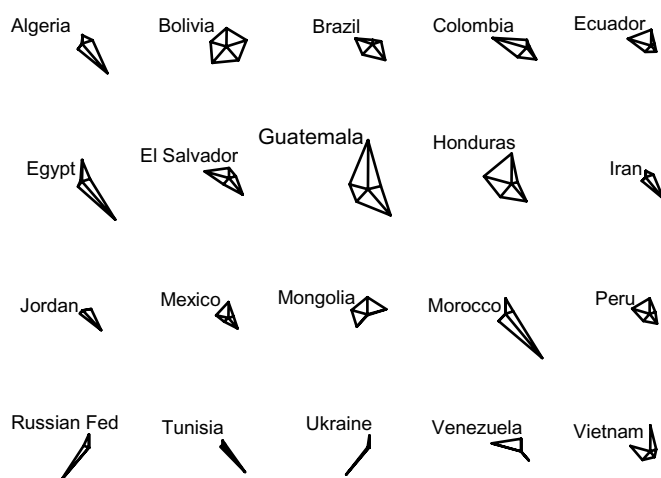 Algeria
Bolivia
Brazil
Colombia
Ecuador
Egypt
El Salvador
Guatemala
Honduras
Iran
Jordan
Mexico
Mongolia
Morocco
Peru
Russian Fed
Tunisia
Ukraine
Venezuela
Vietnam